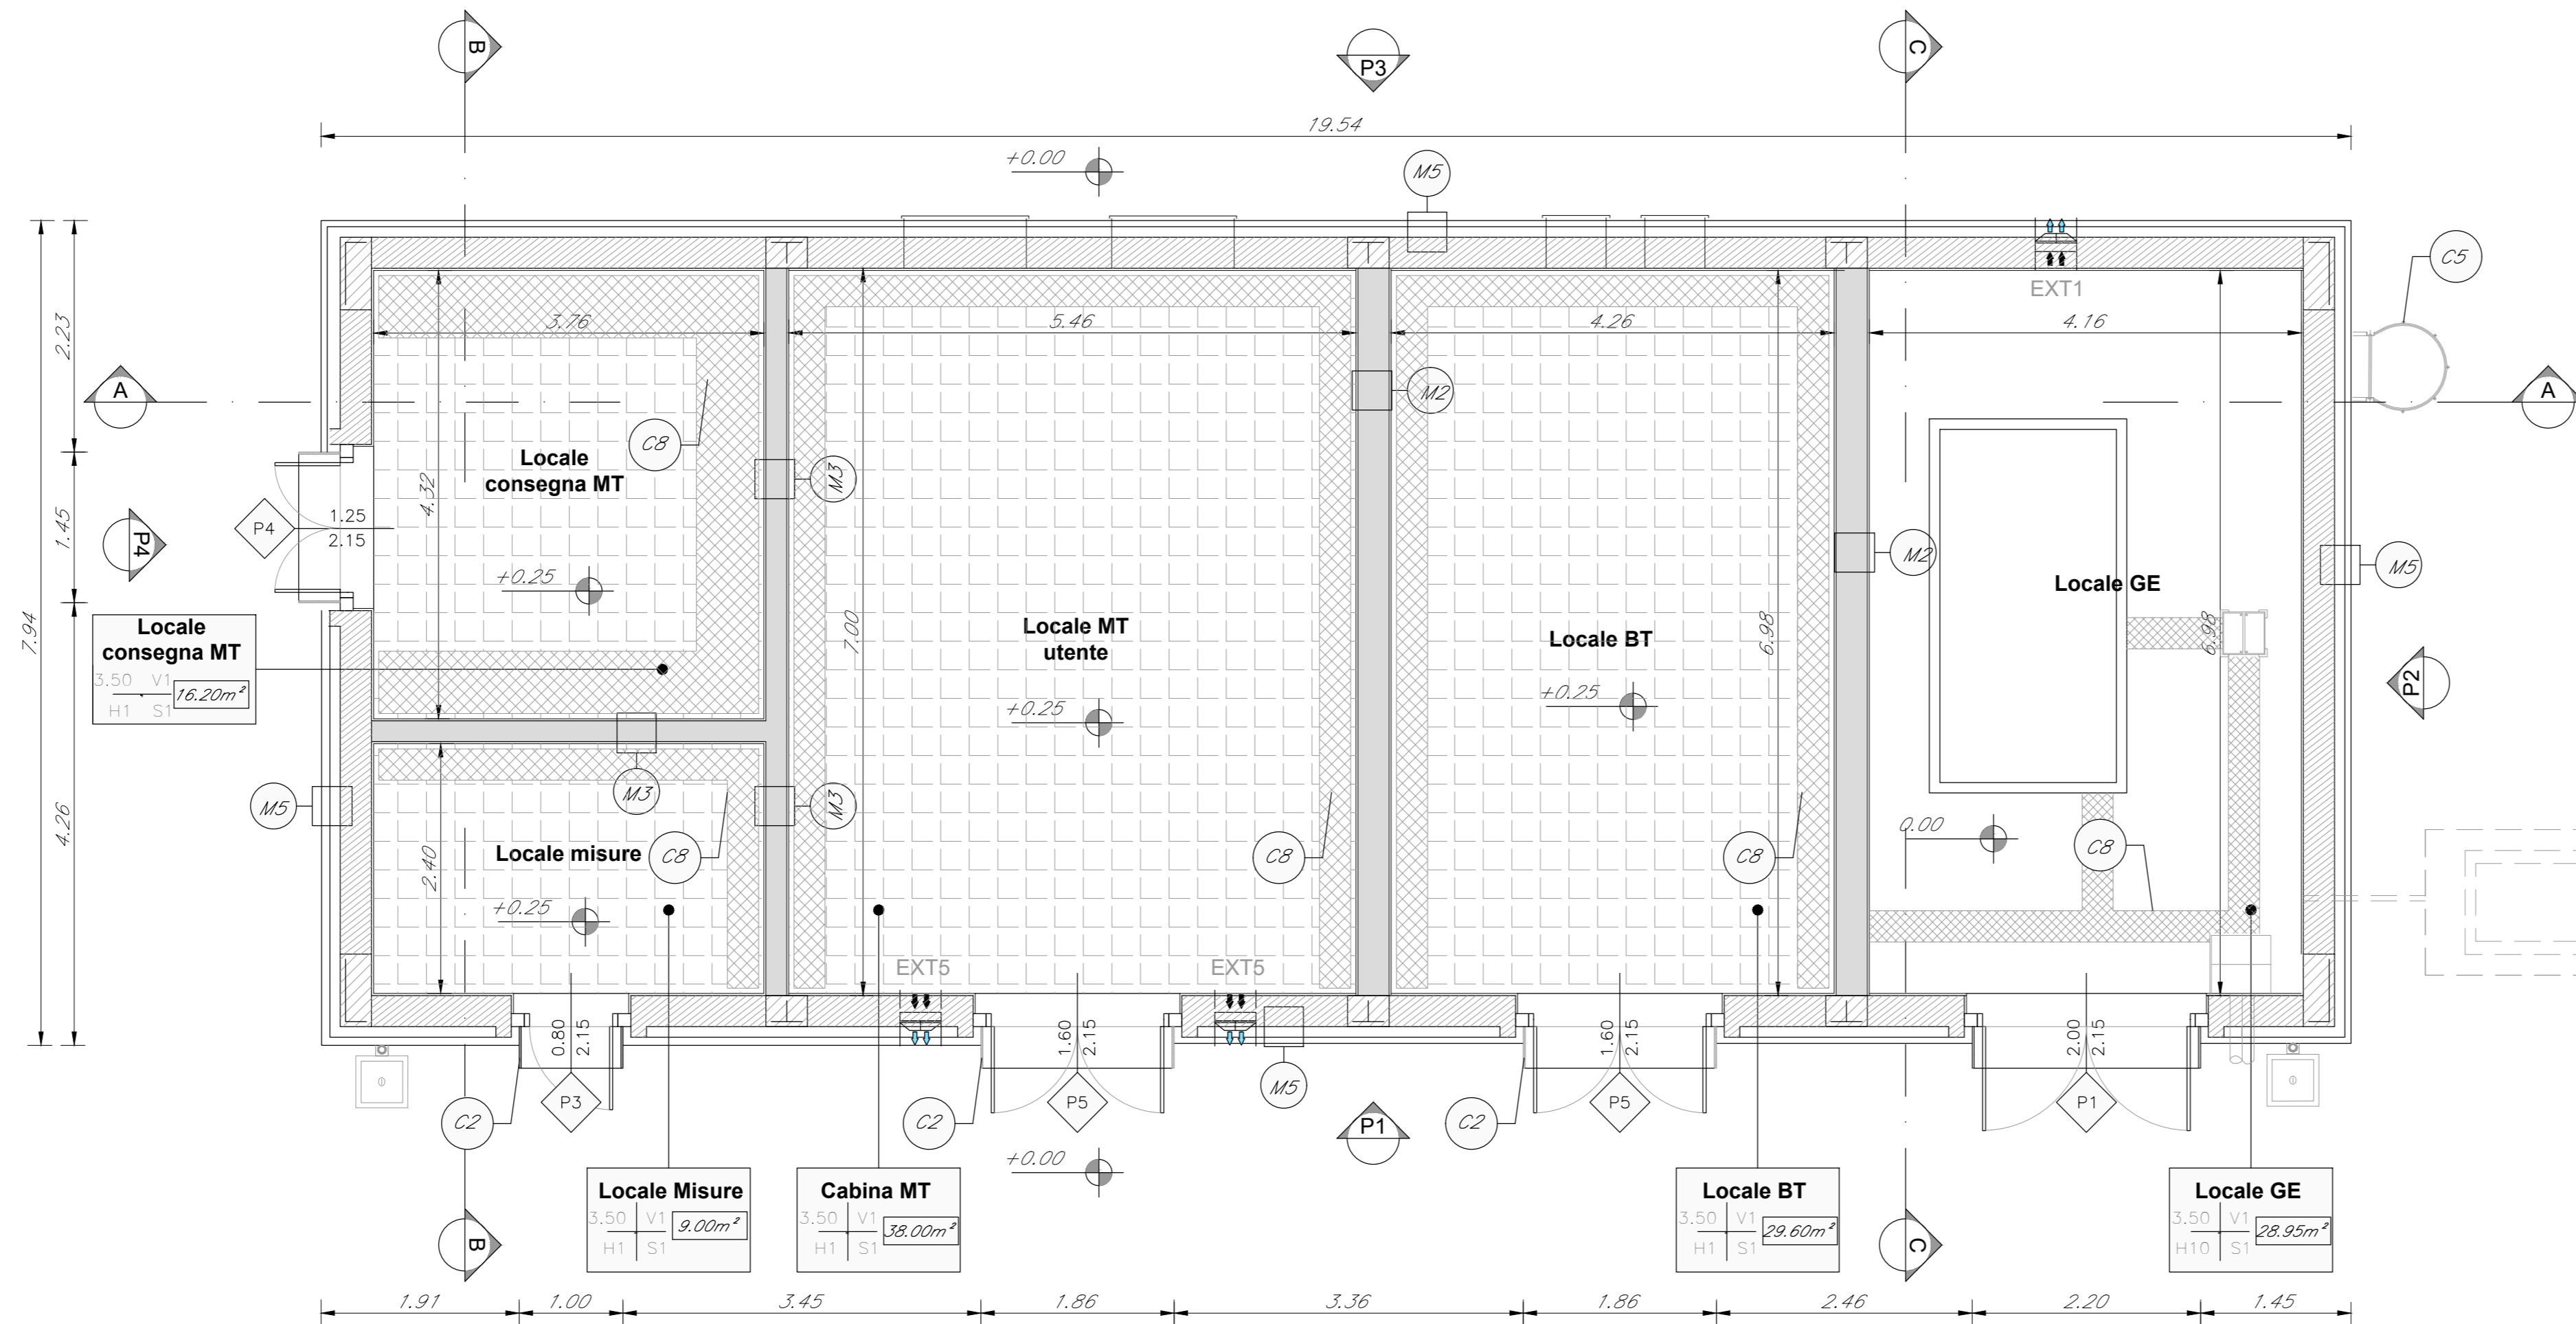 B
P3
C
19.54
+0.00
M5
C5
EXT1
3.76
5.46
4.26
4.16
2.23
A
A
M2
C8
Locale
consegna MT
4.32
M3
1.25
2.15
P4
P4
1.45
M2
M5
+0.25
Locale GE
7.94
Locale
consegna MT
3.50 V1
H1 S1
16.20m²
7.00
Locale MT
utente
Locale BT
6.98
6.98
P2
+0.25
+0.25
M3
M3
M5
4.26
0.00
C8
2.40
Locale misure
C8
C8
C8
+0.25
EXT5
EXT5
0.80
2.15
1.60
2.15
1.60
2.15
2.00
2.15
M5
C2
P3
C2
P5
P1
C2
P5
P1
+0.00
B
Locale Misure
3.50 V1
H1 S1
9.00m²
Cabina MT
3.50 V1
H1 S1
38.00m²
Locale BT
3.50 V1
H1 S1
29.60m²
C
Locale GE
3.50 V1
H10 S1
28.95m²
1.91
1.00
3.45
1.86
3.36
1.86
2.46
2.20
1.45